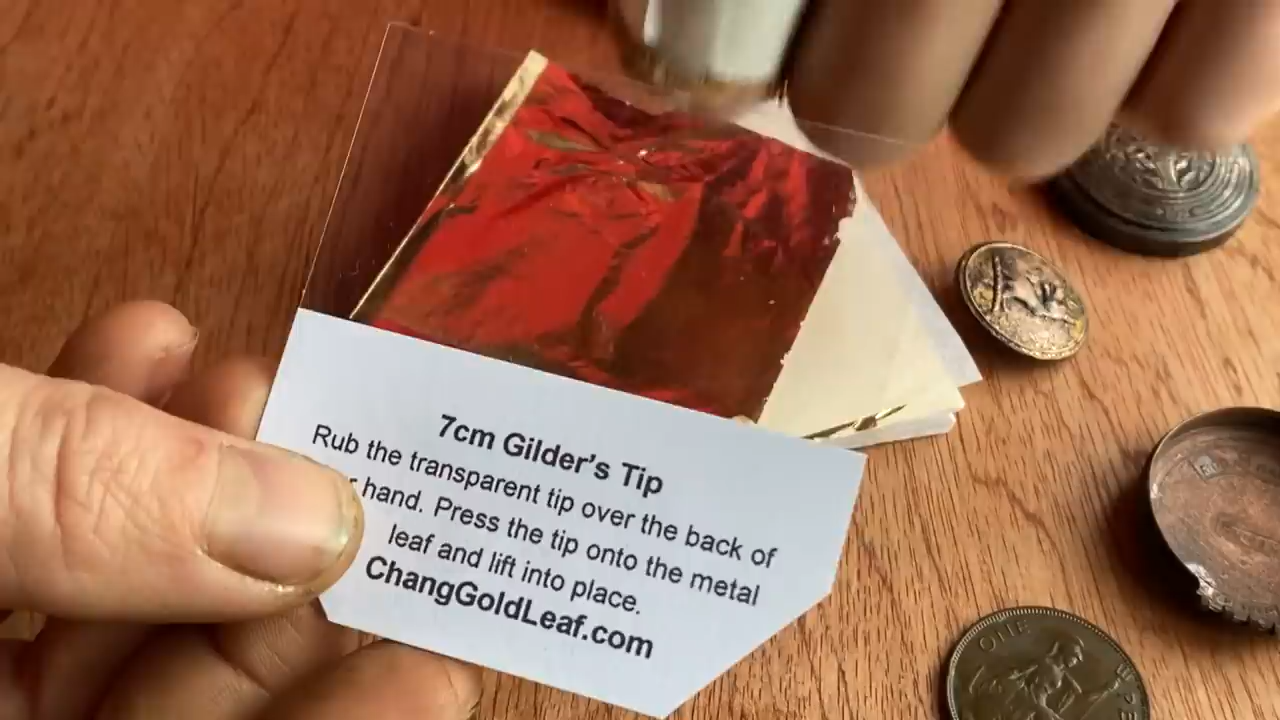 7cm Gilder's Tip
Rub the transparent tip over the back of
hand. Press the tip onto the metal
leaf and lift into place.
ChangGoldLeaf.com
ONE